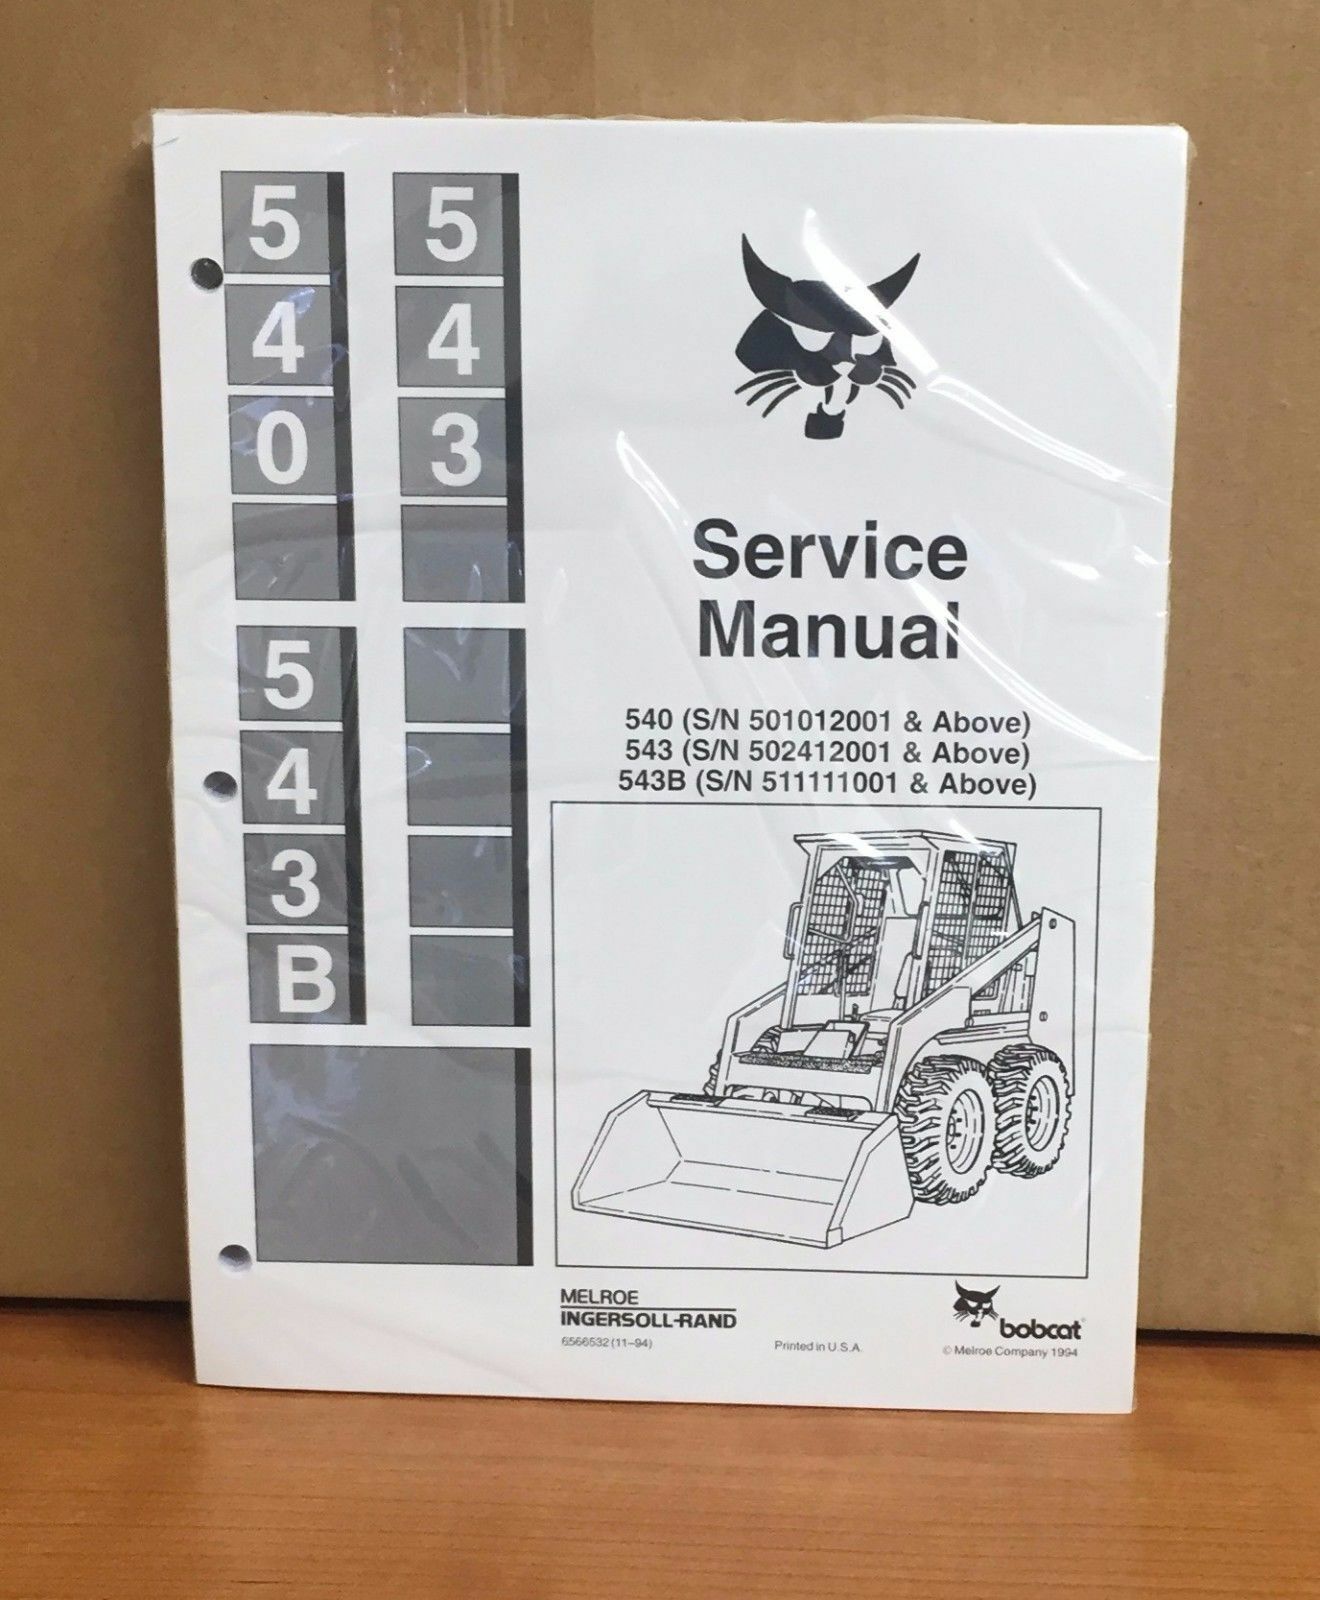 5
4
0
5
4
3
5
4
3
B
Service
Manual
540 (S/N 501012001 & Above)
543 (S/N 502412001 & Above)
543B (S/N 511111001 & Above)
MELROE
INGERSOLL-RAND
6566532 (11–94)
Printed in U.S.A.
bobcat®
© Melroe Company 1994